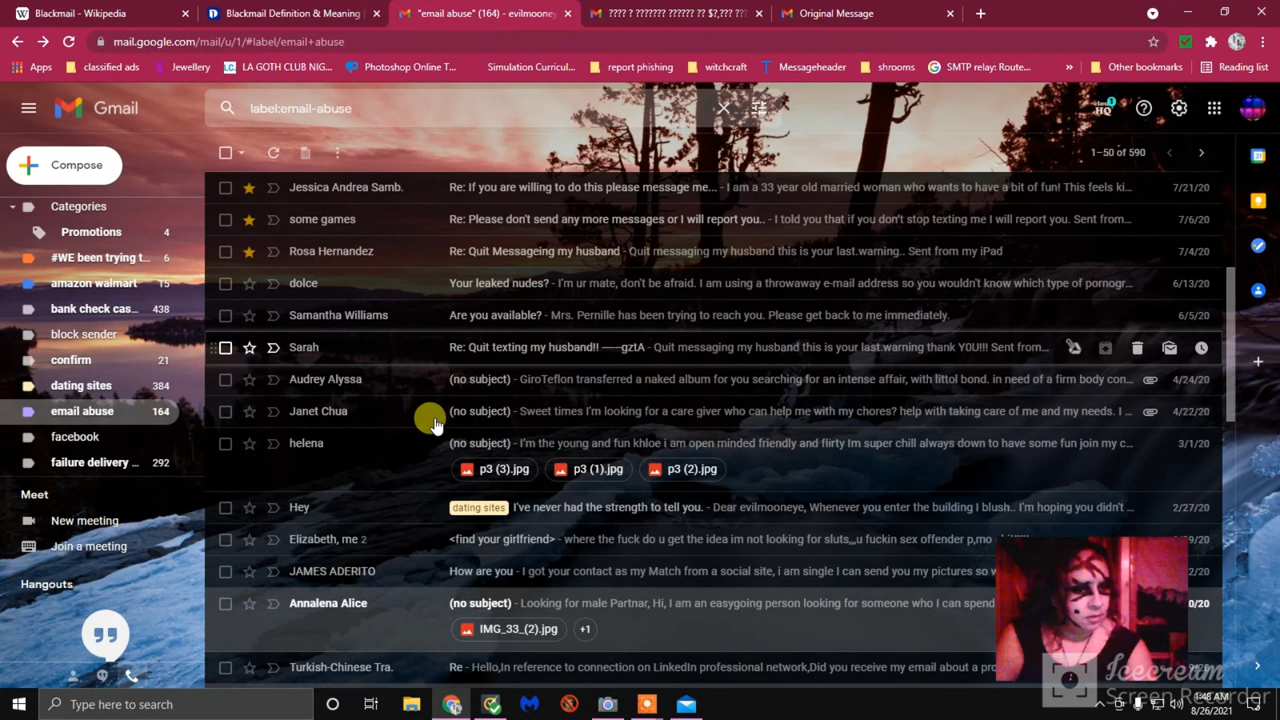 Blackmail - Wikipedia
Blackmail Definition & Meaning |
"email abuse" (164) - evilmooney
???? ? ??????? ?????? ?? $?,??? ???
Original Message
mail.google.com/mail/u/1/#label/email+abuse
Apps classified ads Jewellery LA GOTH CLUB NIG... Photoshop Online T... Simulation Curricul... report phishing witchcraft Messageheader shrooms SMTP relay: Route... » Other bookmarks Reading list
Gmail
label:email-abuse
Compose
1–50 of 590
Categories
Promotions 4
#WE been trying t... 6
amazon walmart 15
bank check cas... 438
block sender
confirm 21
dating sites 384
email abuse 164
facebook
failure delivery ... 292
Meet
New meeting
Join a meeting
Hangouts
Jessica Andrea Samb. Re: If you are willing to do this please message me... - I am a 33 year old married woman who wants to have a bit of fun! This feels ki... 7/21/20
some games Re: Please don't send any more messages or I will report you.. - I told you that if you don't stop texting me I will report you. Sent from... 7/6/20
Rosa Hernandez Re: Quit Messageing my husband - Quit messaging my husband this is your last.warning.. Sent from my iPad 7/4/20
dolce Your leaked nudes? - I'm ur mate, don't be afraid. I am using a throwaway e-mail address so you wouldn't know which type of pornogr... 6/13/20
Samantha Williams Are you available? - Mrs. Pernille has been trying to reach you. Please get back to me immediately. 6/5/20
Sarah Re: Quit texting my husband!! -——gztA - Quit messaging my husband this is your last.warning thank Y0U!!! Sent from...
Audrey Alyssa (no subject) - GiroTeflon transferred a naked album for you searching for an intense affair, with littol bond. in need of a firm body con... 4/24/20
Janet Chua (no subject) - Sweet times I'm looking for a care giver who can help me with my chores? help with taking care of me and my needs. I ... 4/22/20
helena (no subject) - I'm the young and fun khloe i am open minded friendly and flirty Im super chill always down to have some fun join my c... 3/1/20
p3 (3).jpg p3 (1).jpg p3 (2).jpg
Hey dating sites I've never had the strength to tell you. - Dear evilmooneye, Whenever you enter the building I blush.. I'm hoping you didn't ... 2/27/20
Elizabeth, me 2 <find your girlfriend> - where the fuck do u get the idea im not looking for sluts,,,u fuckin sex offender p,mo
JAMES ADERITO How are you - I got your contact as my Match from a social site, i am single I can send you my pictures so
Annalena Alice (no subject) - Looking for male Partnar, Hi, I am an easygoing person looking for someone who I can spend
IMG_33_(2).jpg +1
Turkish-Chinese Tra. Re - Hello,In reference to connection on LinkedIn professional network,Did you receive my email about a
Icecream
Screen Recorder
Type here to search
1:48 AM
8/26/2021